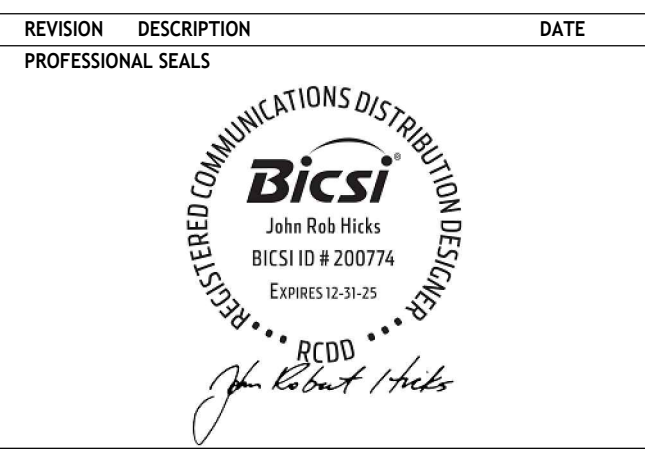 REVISION DESCRIPTION DATE
PROFESSIONAL SEALS
REGISTERED COMMUNICATIONS DISTRIBUTION DESIGNER
Bicsi®
John Rob Hicks
BICSI ID # 200774
EXPIRES 12-31-25
RCDD
John Robert Hicks